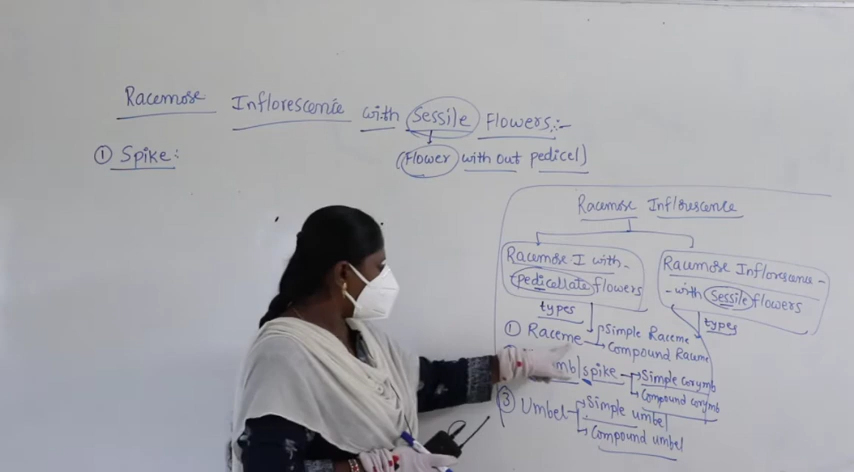 Racemose Inflorescence with Sessile Flowers:-
① Spike:
(Flower with out pedicel)
Racemose Inflorescence
Racemose I with-
pedicellate flowers
types
① Raceme
Simple Raceme
Compound Raceme
spike
Simple corymb
Compound corymb
③ Umbel
Simple umbel
Compound umbel
Racemose Inflorescence-
- with Sessile flowers
types